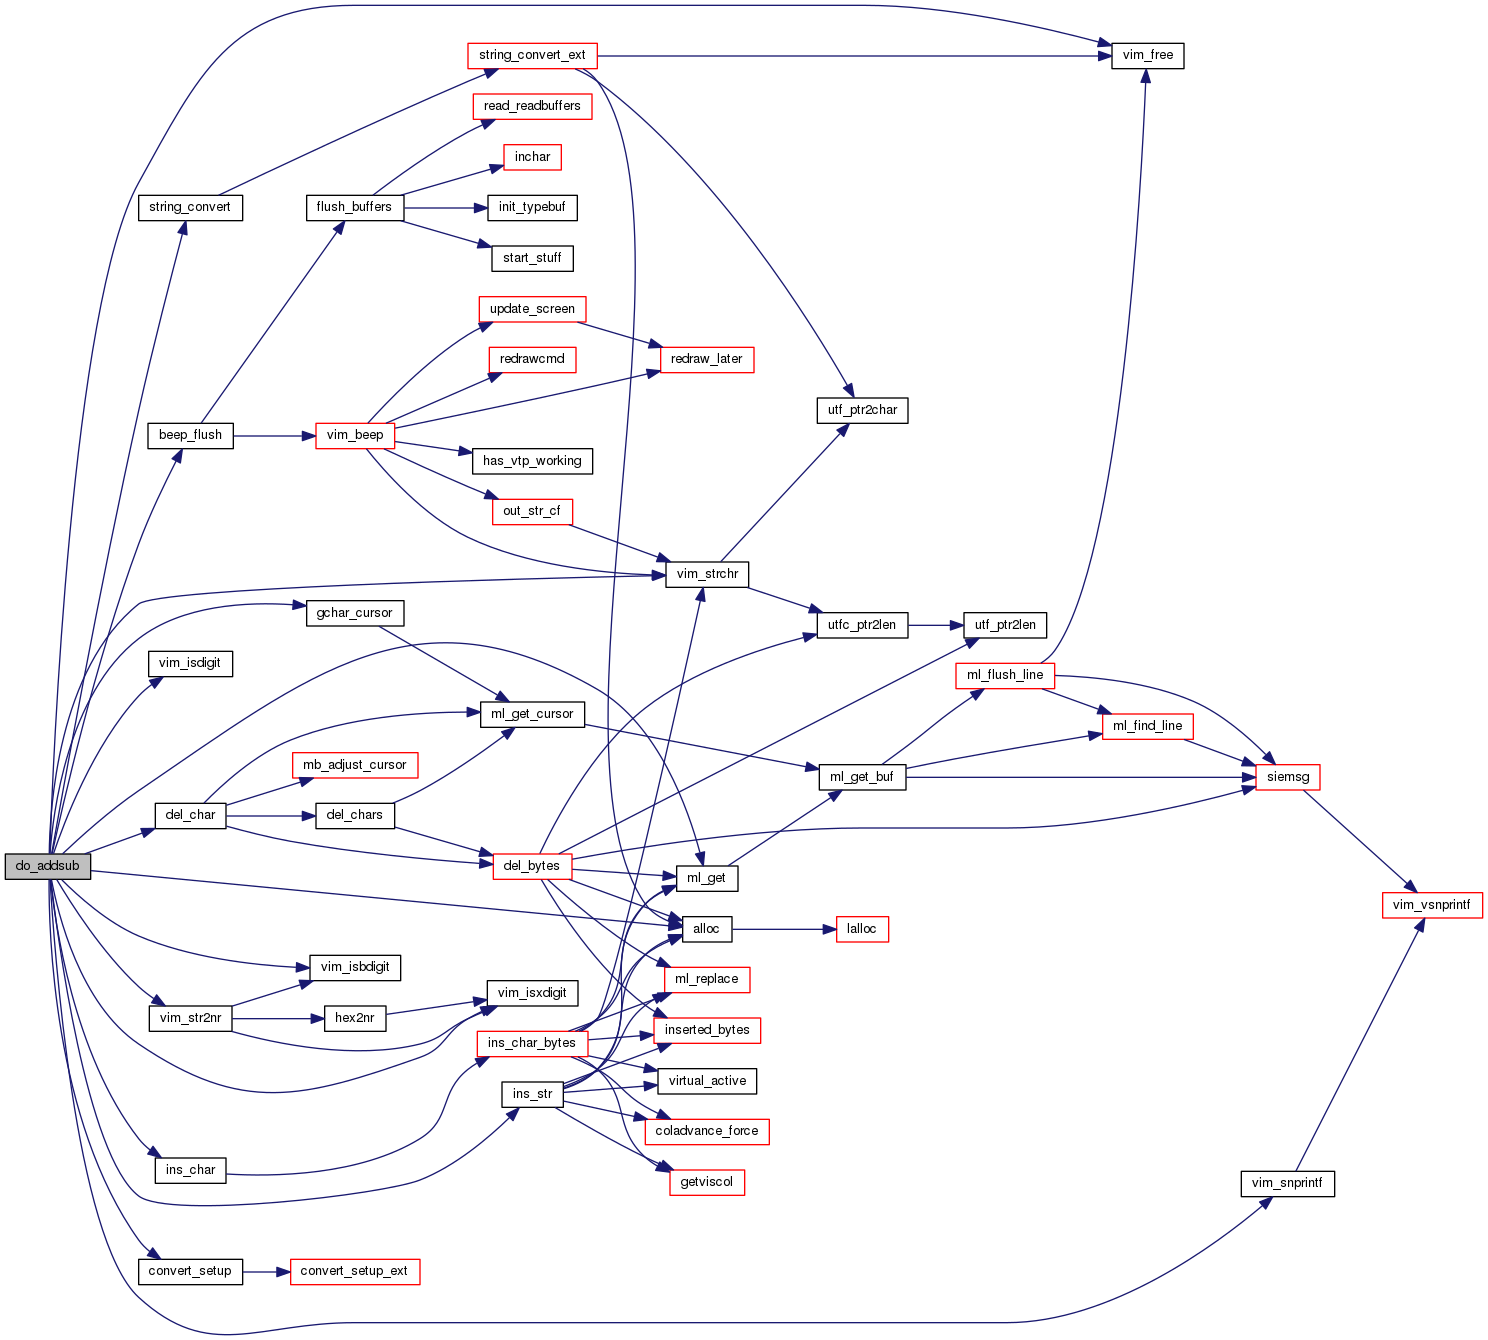 string_convert_ext
vim_free
read_readbuffers
inchar
string_convert
flush_buffers
init_typebuf
start_stuff
update_screen
redrawcmd
redraw_later
utf_ptr2char
beep_flush
vim_beep
has_vtp_working
out_str_cf
vim_strchr
gchar_cursor
utfc_ptr2len
utf_ptr2len
vim_isdigit
ml_flush_line
ml_get_cursor
ml_find_line
mb_adjust_cursor
ml_get_buf
siemsg
del_char
del_chars
do_addsub
del_bytes
ml_get
vim_vsnprintf
alloc
lalloc
vim_isbdigit
ml_replace
vim_isxdigit
vim_str2nr
hex2nr
inserted_bytes
ins_char_bytes
virtual_active
ins_str
coladvance_force
ins_char
getviscol
vim_snprintf
convert_setup
convert_setup_ext